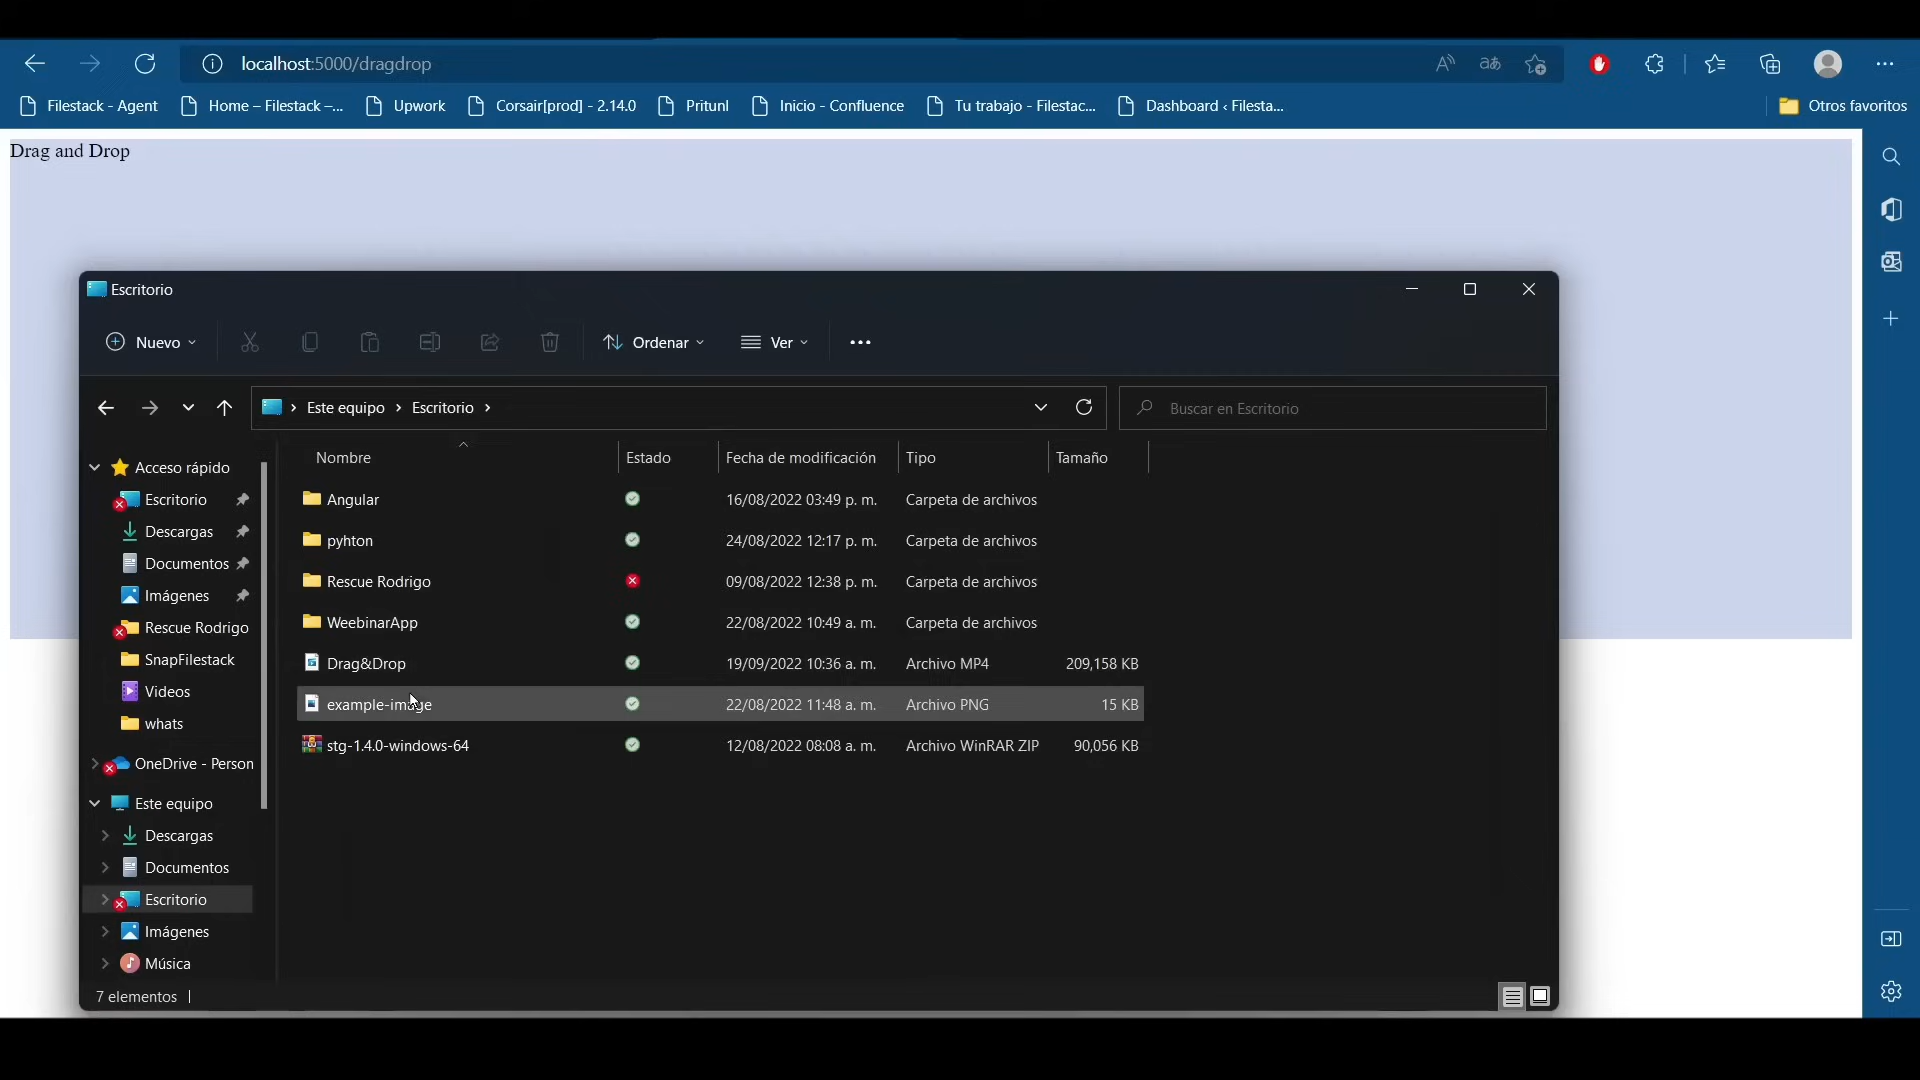 localhost:5000/dragdrop
Filestack - Agent
Home – Filestack –...
Upwork
Corsair[prod] - 2.14.0
Pritunl
Inicio - Confluence
Tu trabajo - Filestac...
Dashboard ‹ Filesta...
Otros favoritos
Drag and Drop
Escritorio
Nuevo
Ordenar
Ver
Este equipo › Escritorio ›
Buscar en Escritorio
Nombre Estado Fecha de modificación Tipo Tamaño
Angular 16/08/2022 03:49 p. m. Carpeta de archivos
pyhton 24/08/2022 12:17 p. m. Carpeta de archivos
Rescue Rodrigo 09/08/2022 12:38 p. m. Carpeta de archivos
WeebinarApp 22/08/2022 10:49 a. m. Carpeta de archivos
Drag&Drop 19/09/2022 10:36 a. m. Archivo MP4 209,158 KB
example-image 22/08/2022 11:48 a. m. Archivo PNG 15 KB
stg-1.4.0-windows-64 12/08/2022 08:08 a. m. Archivo WinRAR ZIP 90,056 KB
Acceso rápido
Escritorio
Descargas
Documentos
Imágenes
Rescue Rodrigo
SnapFilestack
Videos
whats
OneDrive - Person
Este equipo
Descargas
Documentos
Escritorio
Imágenes
Música
7 elementos